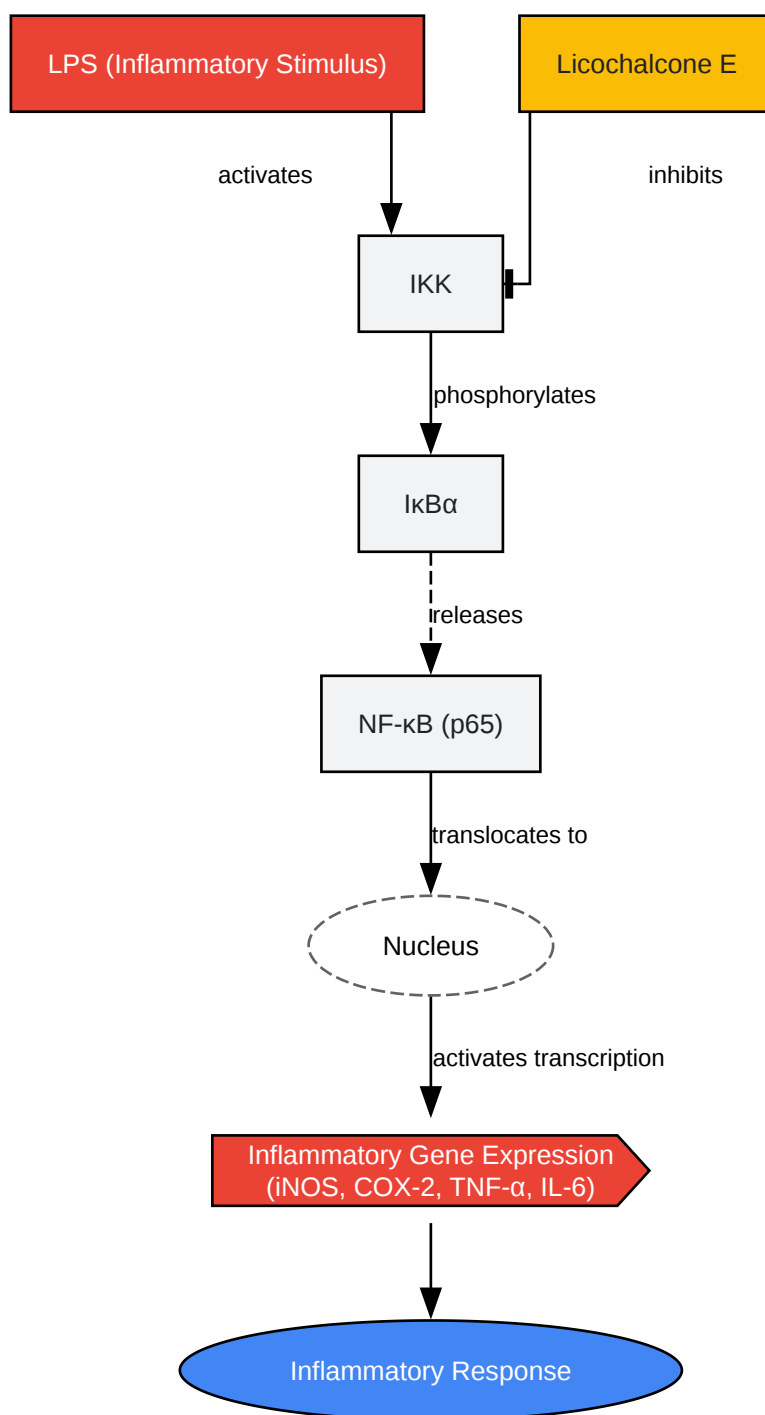 LPS (Inflammatory Stimulus)
Licochalcone E
activates
inhibits
IKK
phosphorylates
IκBα
releases
NF-κB (p65)
translocates to
Nucleus
activates transcription
Inflammatory Gene Expression
(iNOS, COX-2, TNF-α, IL-6)
Inflammatory Response